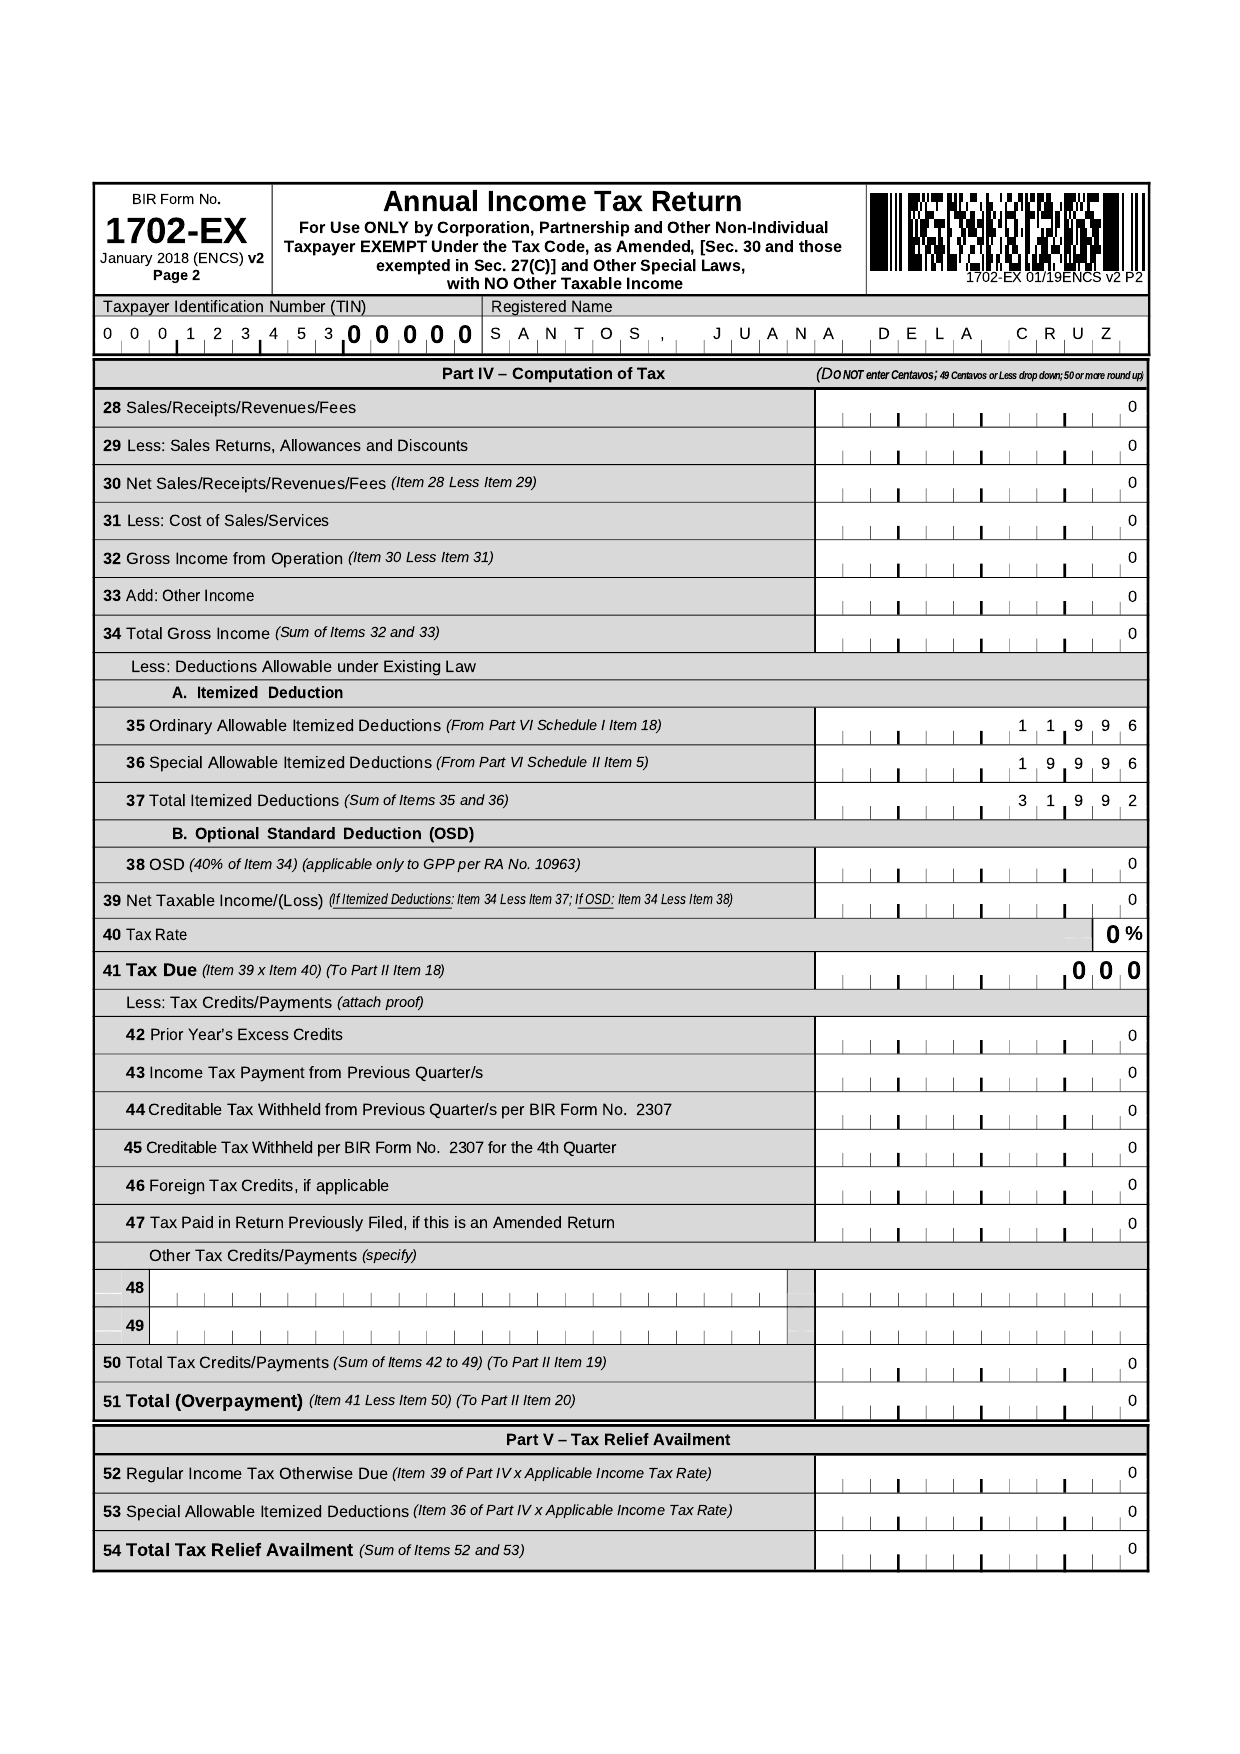 BIR Form No.
1702-EX
January 2018 (ENCS) v2
Page 2
Annual Income Tax Return
For Use ONLY by Corporation, Partnership and Other Non-Individual
Taxpayer EXEMPT Under the Tax Code, as Amended, [Sec. 30 and those
exempted in Sec. 27(C)] and Other Special Laws,
with NO Other Taxable Income
1702-EX 01/19ENCS v2 P2
Taxpayer Identification Number (TIN) Registered Name
0 0 0 1 2 3 4 5 3 0 0 0 0 0 S A N T O S , J U A N A D E L A C R U Z
Part IV – Computation of Tax (DO NOT enter Centavos; 49 Centavos or Less drop down; 50 or more round up)
28 Sales/Receipts/Revenues/Fees 0
29 Less: Sales Returns, Allowances and Discounts 0
30 Net Sales/Receipts/Revenues/Fees (Item 28 Less Item 29) 0
31 Less: Cost of Sales/Services 0
32 Gross Income from Operation (Item 30 Less Item 31) 0
33 Add: Other Income 0
34 Total Gross Income (Sum of Items 32 and 33) 0
Less: Deductions Allowable under Existing Law
A. Itemized Deduction
35 Ordinary Allowable Itemized Deductions (From Part VI Schedule I Item 18) 1 1 9 9 6
36 Special Allowable Itemized Deductions (From Part VI Schedule II Item 5) 1 9 9 9 6
37 Total Itemized Deductions (Sum of Items 35 and 36) 3 1 9 9 2
B. Optional Standard Deduction (OSD)
38 OSD (40% of Item 34) (applicable only to GPP per RA No. 10963) 0
39 Net Taxable Income/(Loss) (If Itemized Deductions: Item 34 Less Item 37; If OSD: Item 34 Less Item 38) 0
40 Tax Rate 0 %
41 Tax Due (Item 39 x Item 40) (To Part II Item 18) 0 0 0
Less: Tax Credits/Payments (attach proof)
42 Prior Year’s Excess Credits 0
43 Income Tax Payment from Previous Quarter/s 0
44 Creditable Tax Withheld from Previous Quarter/s per BIR Form No. 2307 0
45 Creditable Tax Withheld per BIR Form No. 2307 for the 4th Quarter 0
46 Foreign Tax Credits, if applicable 0
47 Tax Paid in Return Previously Filed, if this is an Amended Return 0
Other Tax Credits/Payments (specify)
48
49
50 Total Tax Credits/Payments (Sum of Items 42 to 49) (To Part II Item 19) 0
51 Total (Overpayment) (Item 41 Less Item 50) (To Part II Item 20) 0
Part V – Tax Relief Availment
52 Regular Income Tax Otherwise Due (Item 39 of Part IV x Applicable Income Tax Rate) 0
53 Special Allowable Itemized Deductions (Item 36 of Part IV x Applicable Income Tax Rate) 0
54 Total Tax Relief Availment (Sum of Items 52 and 53) 0